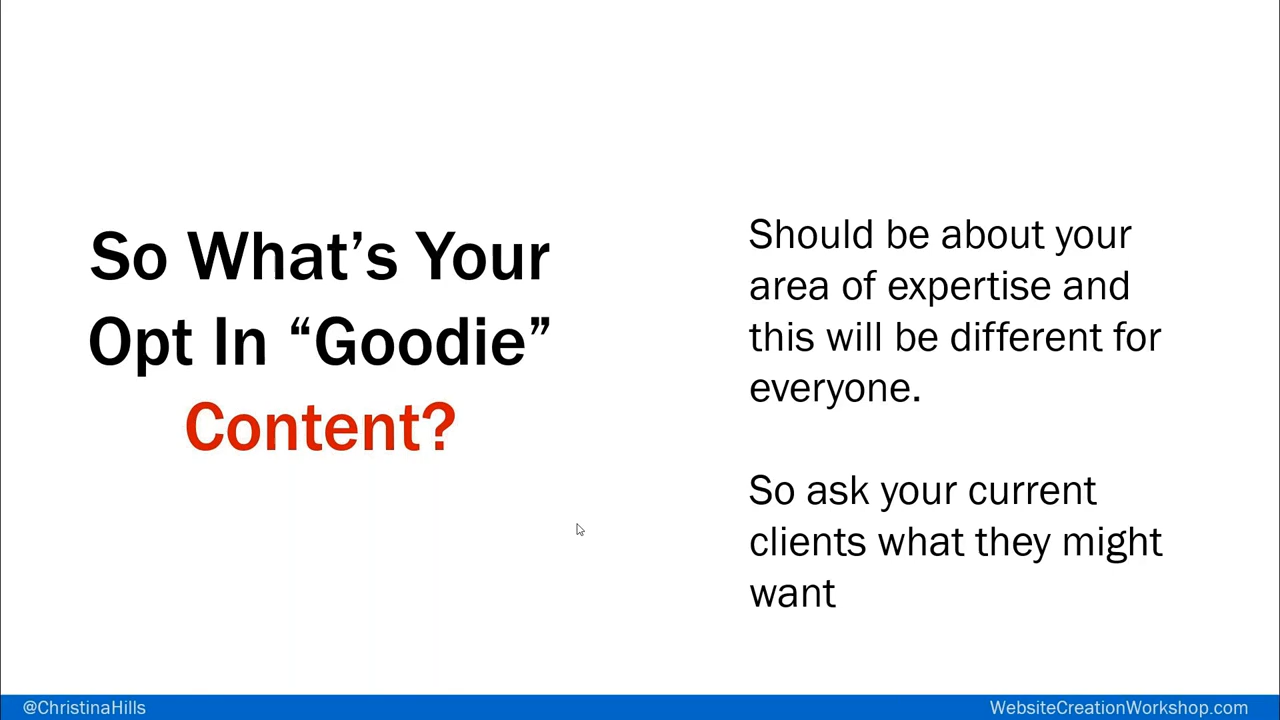 So What’s Your
Opt In “Goodie”
Content?
Should be about your
area of expertise and
this will be different for
everyone.
So ask your current
clients what they might
want
@ChristinaHills
WebsiteCreationWorkshop.com